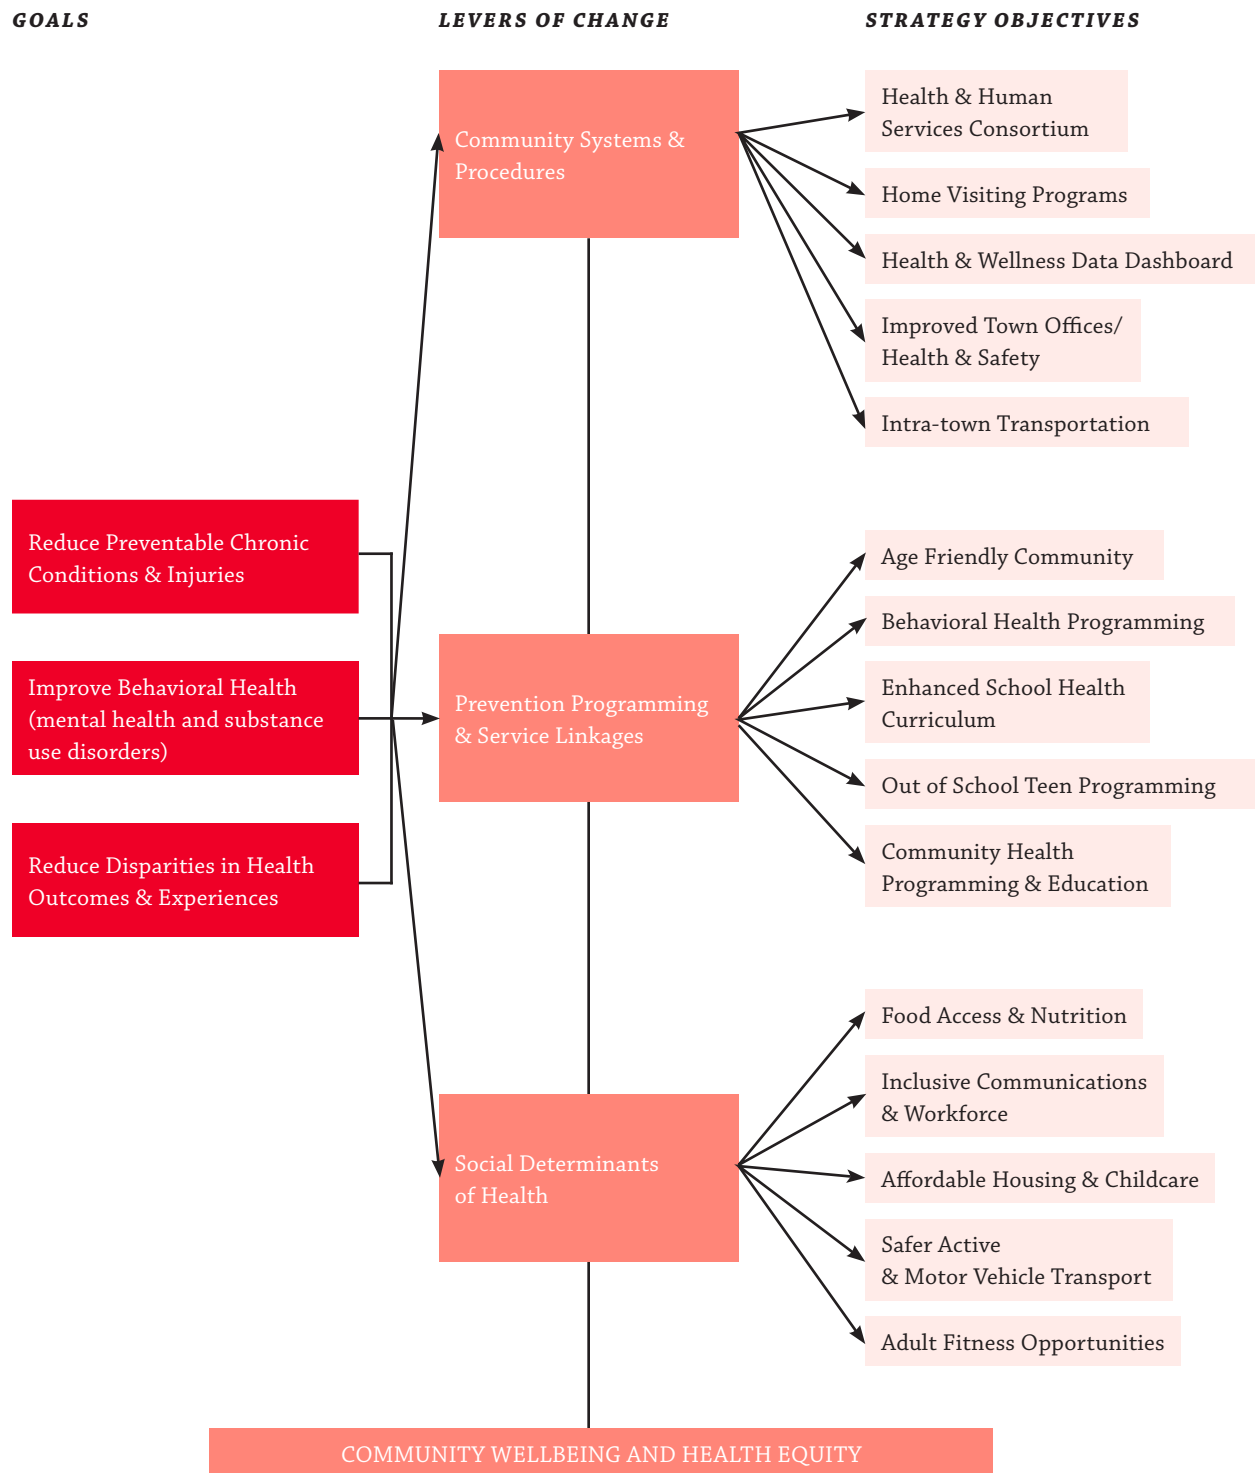 GOALS
LEVERS OF CHANGE
STRATEGY OBJECTIVES
Reduce Preventable Chronic
Conditions & Injuries
Improve Behavioral Health
(mental health and substance
use disorders)
Reduce Disparities in Health
Outcomes & Experiences
Community Systems &
Procedures
Health & Human
Services Consortium
Home Visiting Programs
Health & Wellness Data Dashboard
Improved Town Offices/
Health & Safety
Intra-town Transportation
Prevention Programming
& Service Linkages
Age Friendly Community
Behavioral Health Programming
Enhanced School Health
Curriculum
Out of School Teen Programming
Community Health
Programming & Education
Social Determinants
of Health
Food Access & Nutrition
Inclusive Communications
& Workforce
Affordable Housing & Childcare
Safer Active
& Motor Vehicle Transport
Adult Fitness Opportunities
COMMUNITY WELLBEING AND HEALTH EQUITY